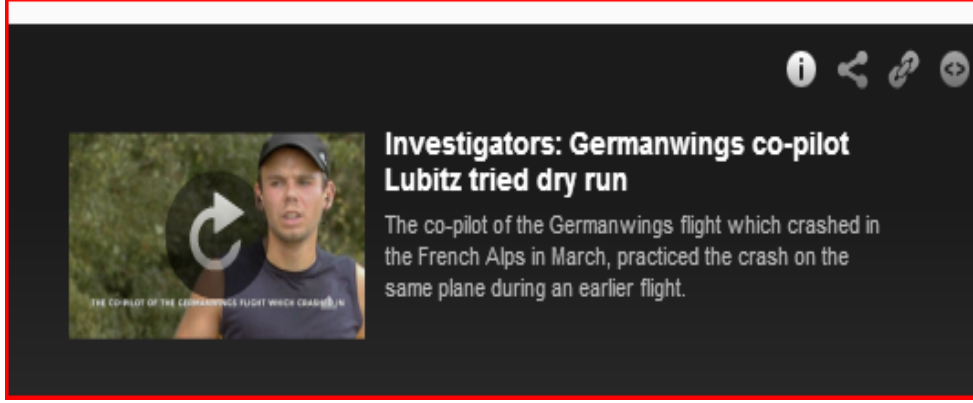 Investigators: Germanwings co-pilot
Lubitz tried dry run
The co-pilot of the Germanwings flight which crashed in
the French Alps in March, practiced the crash on the
same plane during an earlier flight.
THE CO-PILOT OF THE GERMANWINGS FLIGHT WHICH CRASHED IN